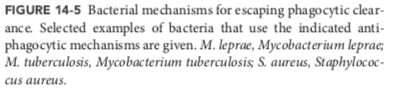 FIGURE 14-5 Bacterial mechanisms for escaping phagocytic clear-
ance. Selected examples of bacteria that use the indicated anti-
phagocytic mechanisms are given. M. leprae, Mycobacterium leprae;
M. tuberculosis, Mycobacterium tuberculosis; S. aureus, Staphylococ-
cus aureus.